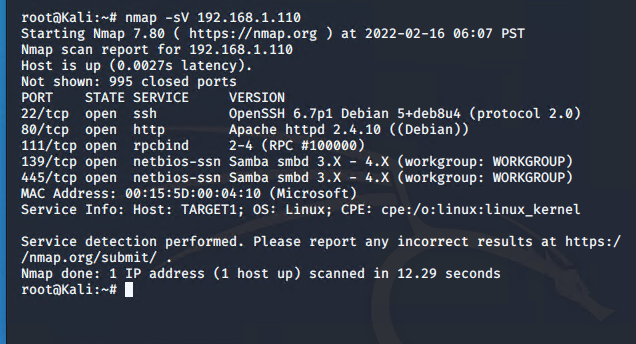 root@Kali:~# nmap -sV 192.168.1.110
Starting Nmap 7.80 ( https://nmap.org ) at 2022-02-16 06:07 PST
Nmap scan report for 192.168.1.110
Host is up (0.0027s latency).
Not shown: 995 closed ports
PORT    STATE SERVICE     VERSION
22/tcp  open  ssh         OpenSSH 6.7p1 Debian 5+deb8u4 (protocol 2.0)
80/tcp  open  http        Apache httpd 2.4.10 ((Debian))
111/tcp open  rpcbind     2-4 (RPC #100000)
139/tcp open  netbios-ssn Samba smbd 3.X - 4.X (workgroup: WORKGROUP)
445/tcp open  netbios-ssn Samba smbd 3.X - 4.X (workgroup: WORKGROUP)
MAC Address: 00:15:5D:00:04:10 (Microsoft)
Service Info: Host: TARGET1; OS: Linux; CPE: cpe:/o:linux:linux_kernel

Service detection performed. Please report any incorrect results at https:/
/nmap.org/submit/ .
Nmap done: 1 IP address (1 host up) scanned in 12.29 seconds
root@Kali:~#